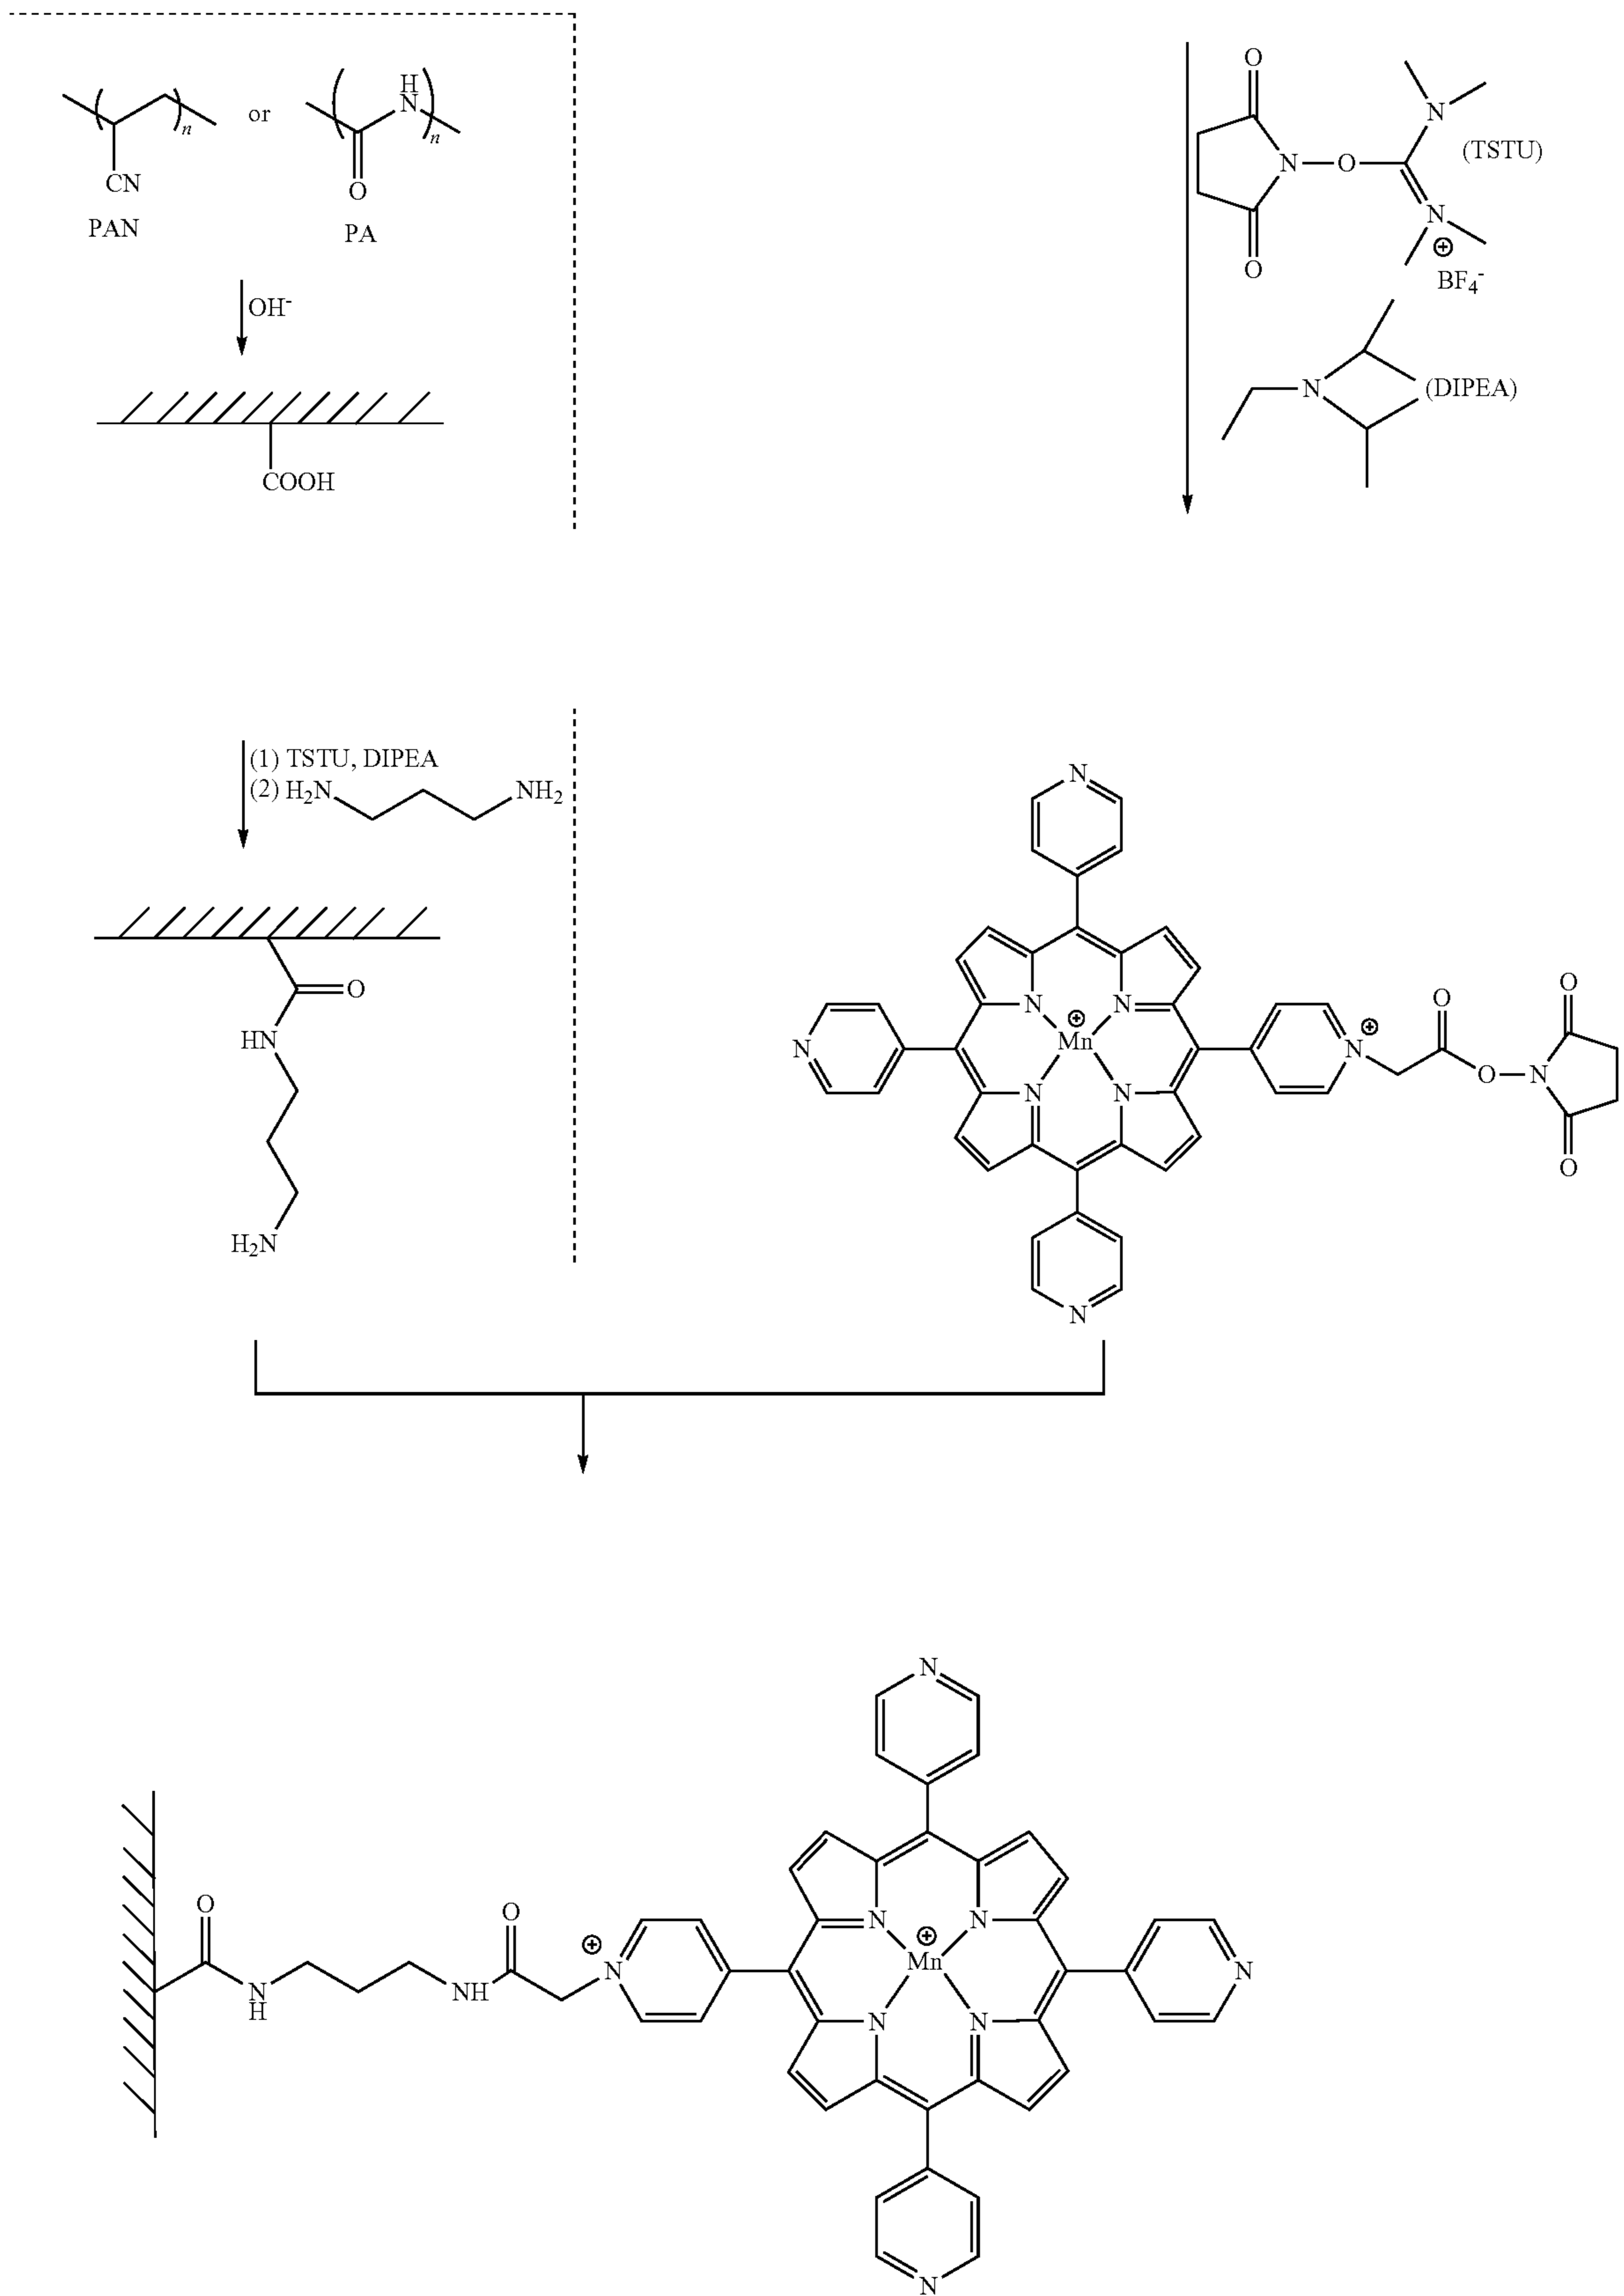 or
n
n
CN
H
N
O
PAN
PA
OH-
COOH
O
N
N
O
(TSTU)
N
⊕
O
BF4-
N
(DIPEA)
(1) TSTU, DIPEA
(2) H2N
NH2
O
HN
H2N
N
N
N
N
⊕
Mn
N
N
N
⊕
O
O
N
O
O
N
N
O
O
N
H
NH
⊕
N
N
N
⊕
Mn
N
N
N
N